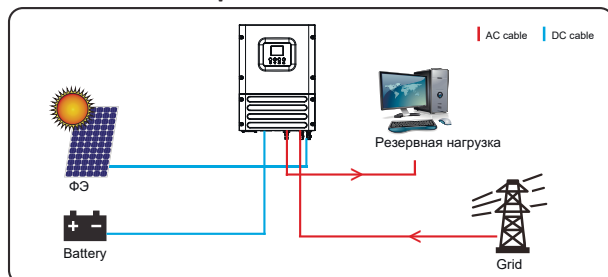 AC cable
DC cable
Резервная нагрузка
ФЭ
Battery
Grid